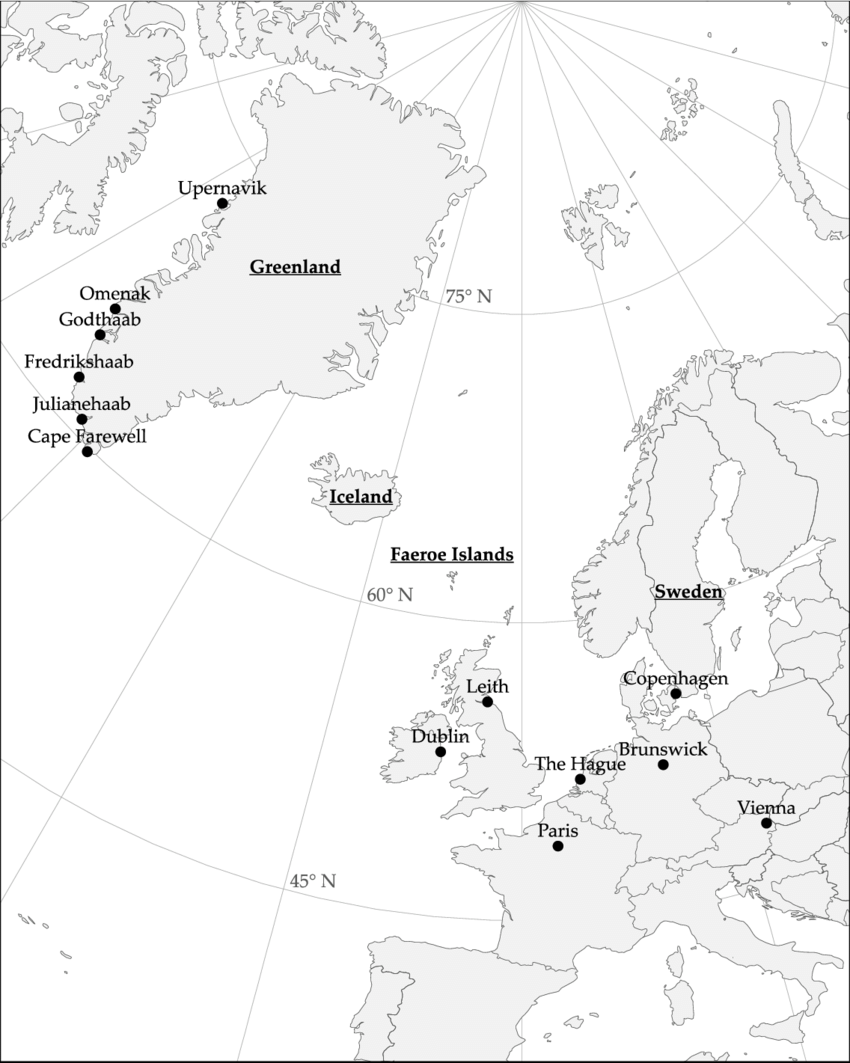 Upernavik
Greenland
Omenak
75° N
Godthaab
Fredrikshaab
Julianehaab
Cape Farewell
Iceland
Faeroe Islands
60° N
Sweden
Copenhagen
Leith
Dublin
Brunswick
The Hague
Vienna
Paris
45° N